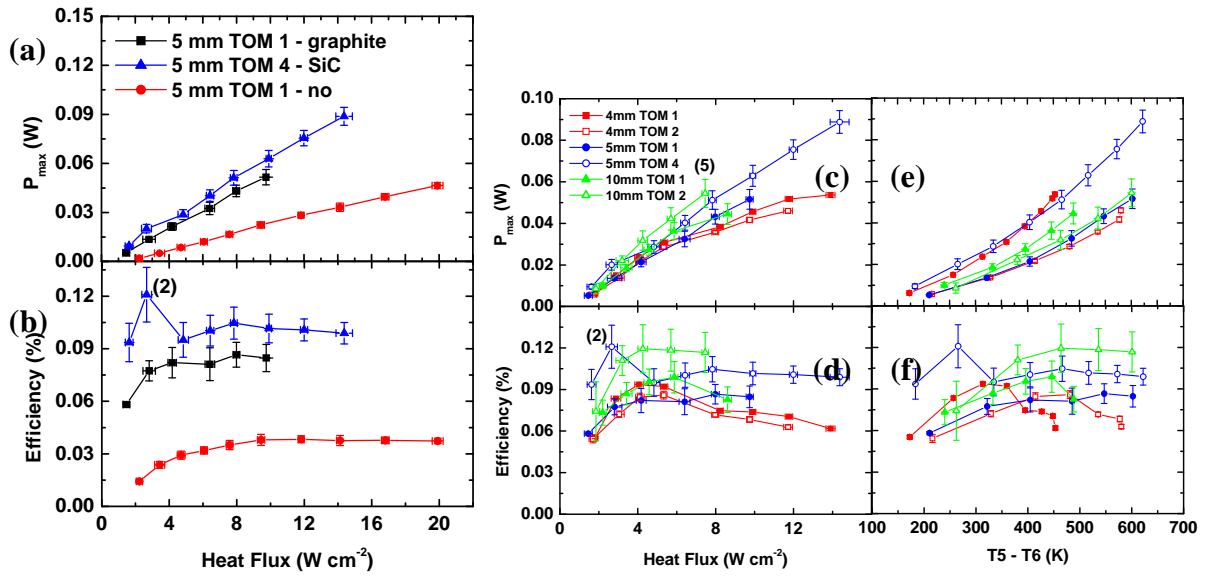 (a)
P_max (W)
0.15
0.12
0.09
0.06
0.03
0.00
5 mm TOM 1 - graphite
5 mm TOM 4 - SiC
5 mm TOM 1 - no
(b)
Efficiency (%)
0.12
0.09
0.06
0.03
0.00
(2)
0 4 8 12 16 20
Heat Flux (W cm⁻²)
P_max (W)
0.10
0.08
0.06
0.04
0.02
0.00
4mm TOM 1
4mm TOM 2
5mm TOM 1
5mm TOM 4
10mm TOM 1
10mm TOM 2
(5)
(c)
(e)
Efficiency (%)
0.12
0.09
0.06
0.03
0.00
(2)
(d)
(f)
0 4 8 12
Heat Flux (W cm⁻²)
100 200 300 400 500 600 700
T5 - T6 (K)